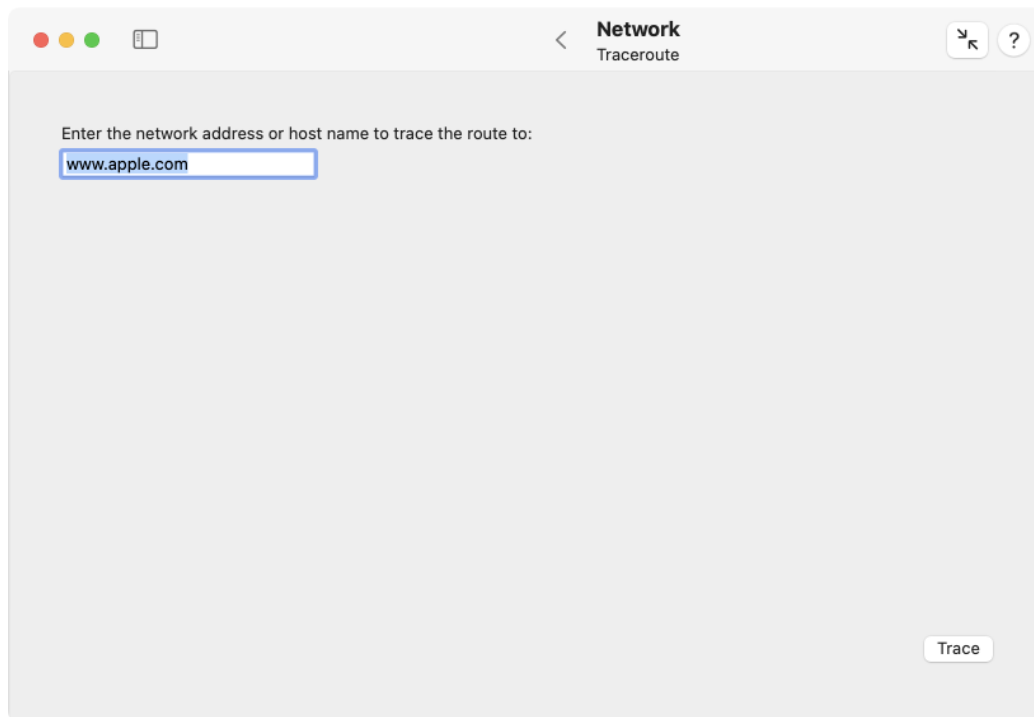 Network
Traceroute
?
Enter the network address or host name to trace the route to:
www.apple.com
Trace